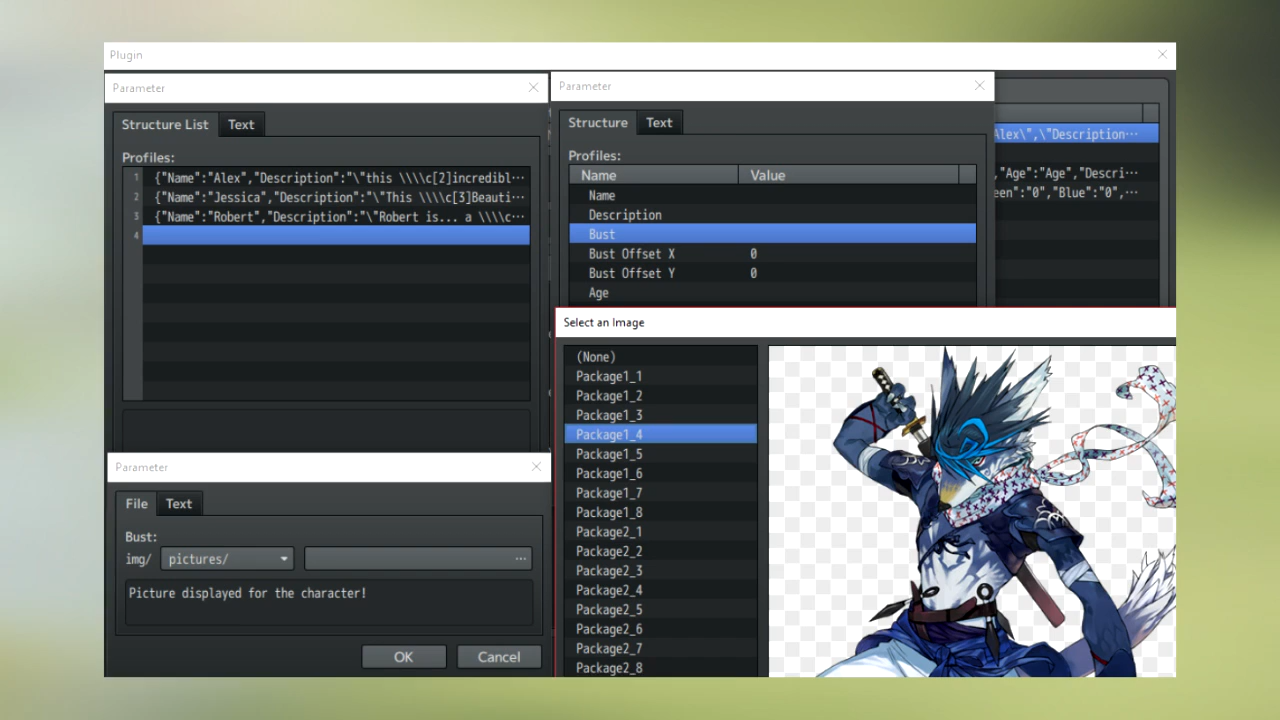 Plugin
Parameter
Structure List Text
Profiles:
1 {"Name":"Alex","Description":"\"this \\\\c[2]incredibl···
2 {"Name":"Jessica","Description":"\"This \\\\c[3]Beauti···
3 {"Name":"Robert","Description":"\"Robert is... a \\\\c···
4
Parameter
Structure Text
Profiles:
Name Value
Name
Description
Bust
Bust Offset X 0
Bust Offset Y 0
Age
Alex\",\"Description···
,"Age":"Age","Descri···
een":"0","Blue":"0",···
Parameter
File Text
Bust:
img/ pictures/ ···
Picture displayed for the character!
OK Cancel
Select an Image
(None)
Package1_1
Package1_2
Package1_3
Package1_4
Package1_5
Package1_6
Package1_7
Package1_8
Package2_1
Package2_2
Package2_3
Package2_4
Package2_5
Package2_6
Package2_7
Package2_8